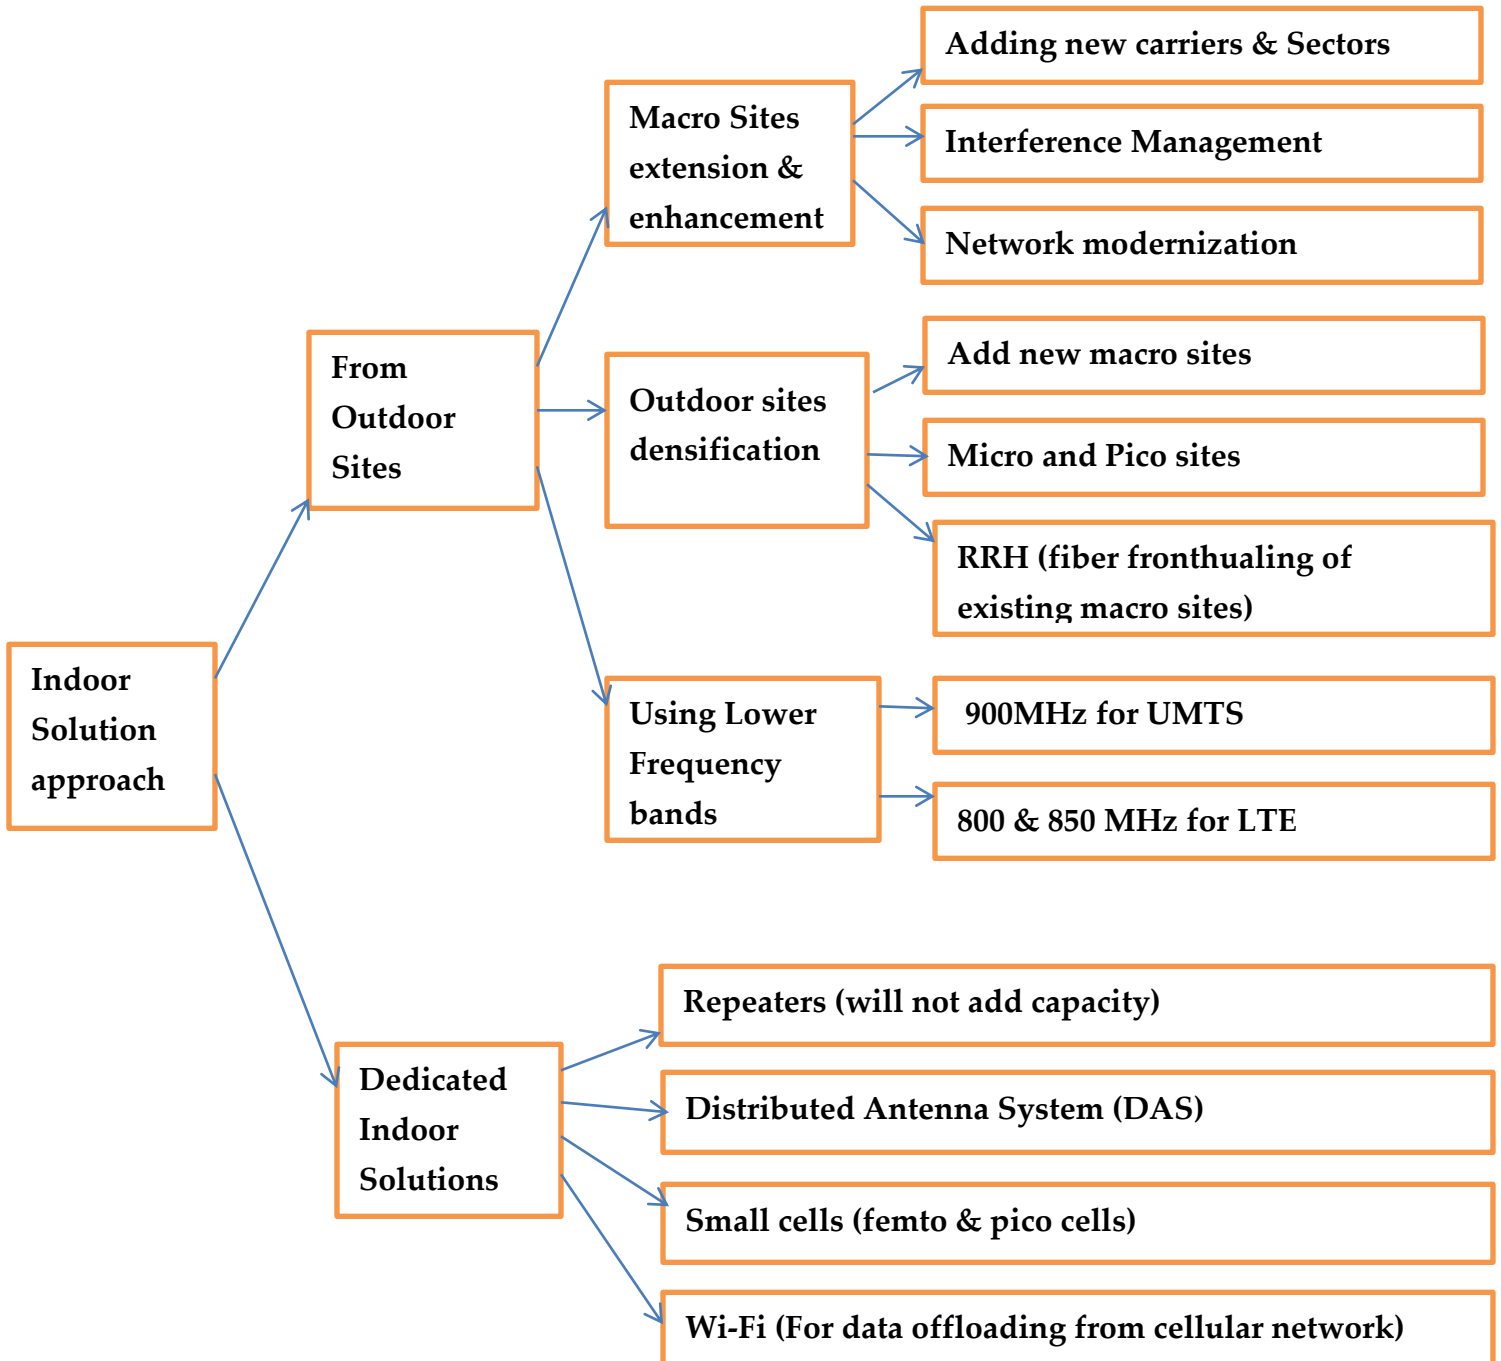 Adding new carriers & Sectors
Macro Sites
extension &
enhancement
Interference Management
Network modernization
From
Outdoor
Sites
Outdoor sites
densification
Add new macro sites
Micro and Pico sites
RRH (fiber fronthualing of
existing macro sites)
Indoor
Solution
approach
Using Lower
Frequency
bands
900MHz for UMTS
800 & 850 MHz for LTE
Dedicated
Indoor
Solutions
Repeaters (will not add capacity)
Distributed Antenna System (DAS)
Small cells (femto & pico cells)
Wi-Fi (For data offloading from cellular network)